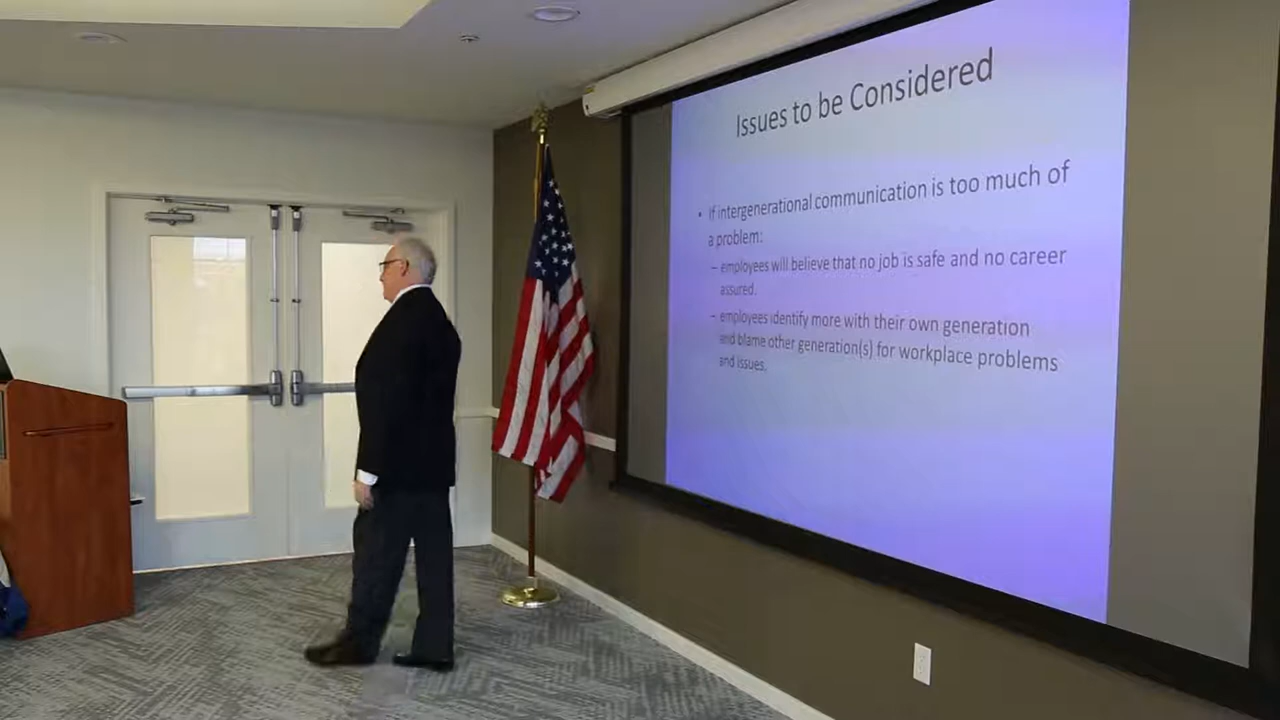 Issues to be Considered
• If intergenerational communication is too much of
a problem:
– employees will believe that no job is safe and no career
assured.
– employees identify more with their own generation
and blame other generation(s) for workplace problems
and issues.